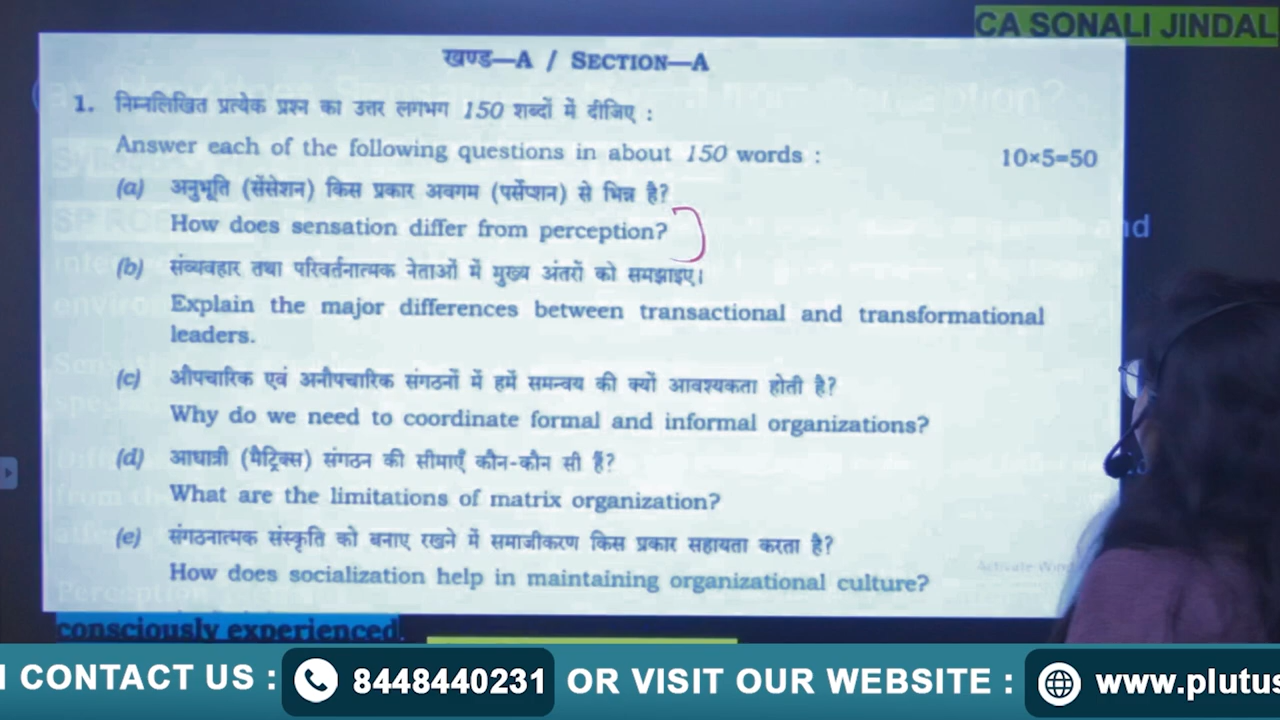 CA SONALI JINDAL
खण्ड—A / SECTION—A
1. निम्नलिखित प्रत्येक प्रश्न का उत्तर लगभग 150 शब्दों में दीजिए :
Answer each of the following questions in about 150 words :
10×5=50
(a) अनुभूति (सेंसेशन) किस प्रकार अवगम (पर्सेप्शन) से भिन्न है?
How does sensation differ from perception?
(b) संव्यवहार तथा परिवर्तनात्मक नेताओं में मुख्य अंतरों को समझाइए।
Explain the major differences between transactional and transformational
leaders.
(c) औपचारिक एवं अनौपचारिक संगठनों में हमें समन्वय की क्यों आवश्यकता होती है?
Why do we need to coordinate formal and informal organizations?
(d) आधात्री (मैट्रिक्स) संगठन की सीमाएँ कौन-कौन सी हैं?
What are the limitations of matrix organization?
(e) संगठनात्मक संस्कृति को बनाए रखने में समाजीकरण किस प्रकार सहायता करता है?
How does socialization help in maintaining organizational culture?
consciously experienced.
CONTACT US : 8448440231 OR VISIT OUR WEBSITE : www.plutus